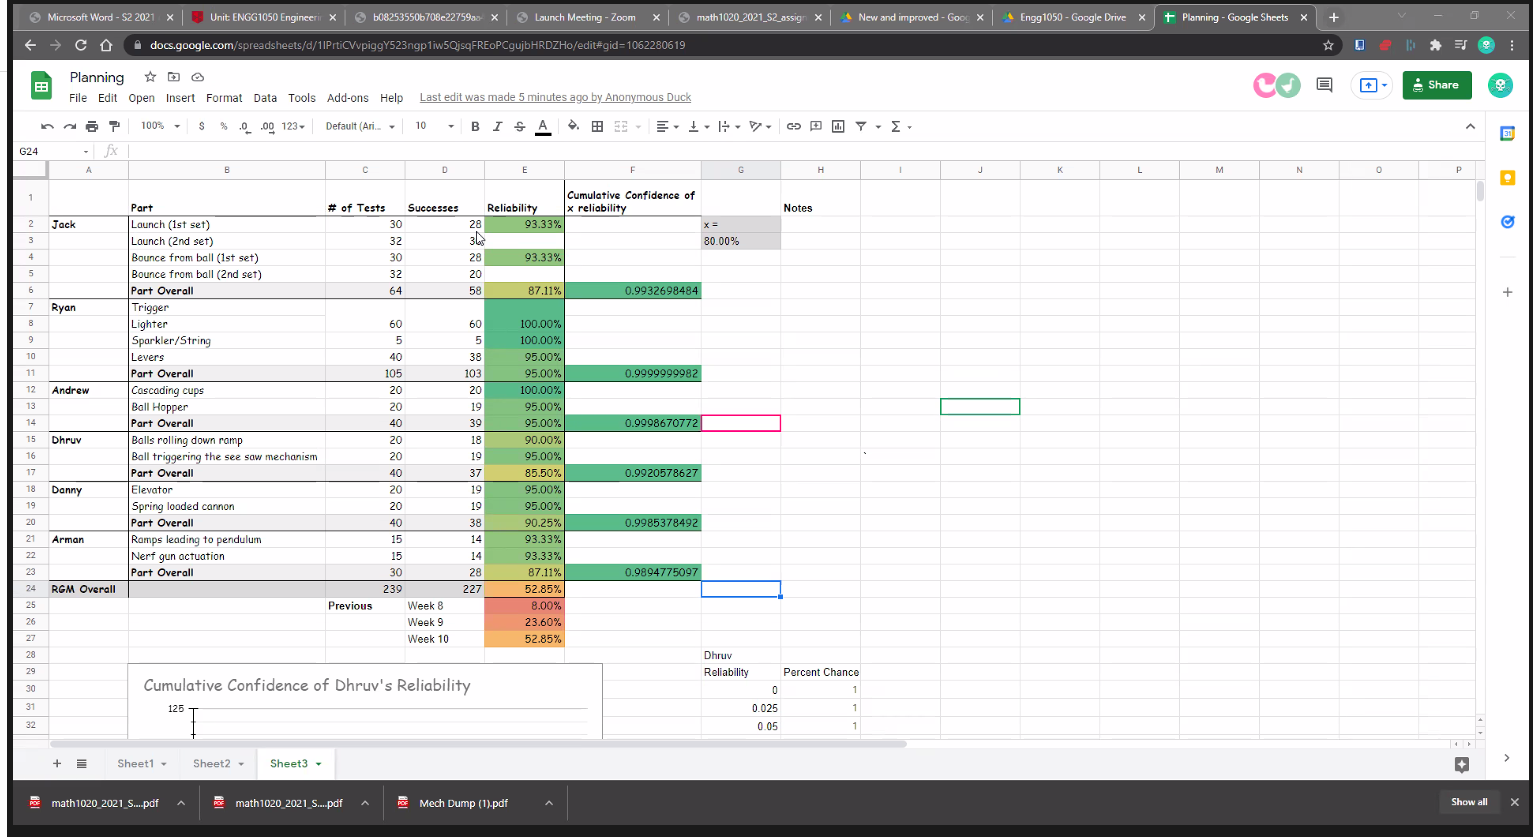 Microsoft Word - S2 2021 Unit: ENGG1050 Engineeri b08253550b708e22759aa Launch Meeting - Zoom math1020_2021_S2_assign New and improved - Goo Engg1050 - Google Drive Planning - Google Sheets
docs.google.com/spreadsheets/d/1IPrtiCVvpiggY523ngp1iw5QjsqFREoPCgujbHRDZHo/edit#gid=1062280619
Planning
File Edit Open Insert Format Data Tools Add-ons Help Last edit was made 5 minutes ago by Anonymous Duck Share
100% $ % .0 .00 123 Default (Ari... 10 B I S A Σ
G24 fx
A B C D E F G H I J K L M N O P
1 Part # of Tests Successes Reliability Cumulative Confidence of x reliability Notes
2 Jack Launch (1st set) 30 28 93.33% x =
3 Launch (2nd set) 32 80.00%
4 Bounce from ball (1st set) 30 28 93.33%
5 Bounce from ball (2nd set) 32 20
6 Part Overall 64 58 87.11% 0.9932698484
7 Ryan Trigger
8 Lighter 60 60 100.00%
9 Sparkler/String 5 5 100.00%
10 Levers 40 38 95.00%
11 Part Overall 105 103 95.00% 0.9999999982
12 Andrew Cascading cups 20 20 100.00%
13 Ball Hopper 20 19 95.00%
14 Part Overall 40 39 95.00% 0.9998670772
15 Dhruv Balls rolling down ramp 20 18 90.00%
16 Ball triggering the see saw mechanism 20 19 95.00%
17 Part Overall 40 37 85.50% 0.9920578627
18 Danny Elevator 20 19 95.00%
19 Spring loaded cannon 20 19 95.00%
20 Part Overall 40 38 90.25% 0.9985378492
21 Arman Ramps leading to pendulum 15 14 93.33%
22 Nerf gun actuation 15 14 93.33%
23 Part Overall 30 28 87.11% 0.9894775097
24 RGM Overall 239 227 52.85%
25 Previous Week 8 8.00%
26 Week 9 23.60%
27 Week 10 52.85%
28 Dhruv
29 Reliability Percent Chance
30 0 1
31 0.025 1
32 0.05 1
Cumulative Confidence of Dhruv's Reliability
125
Sheet1 Sheet2 Sheet3
math1020_2021_S....pdf math1020_2021_S....pdf Mech Dump (1).pdf Show all